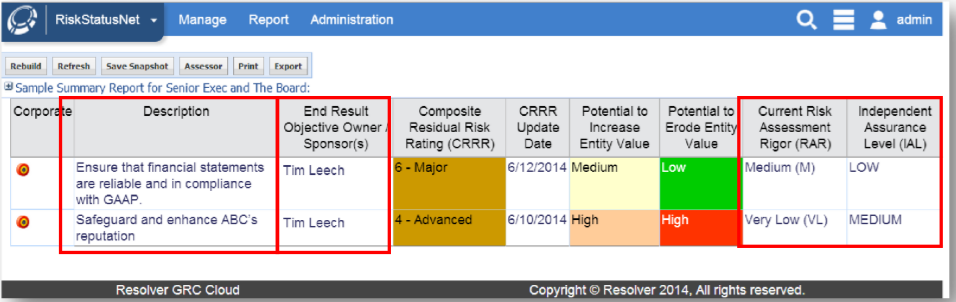 RiskStatusNet Manage Report Administration admin
Rebuild Refresh Save Snapshot Assessor Print Export
Sample Summary Report for Senior Exec and The Board:
Corporate Description End Result Objective Owner / Sponsor(s) Composite Residual Risk Rating (CRRR) CRRR Update Date Potential to Increase Entity Value Potential to Erode Entity Value Current Risk Assessment Rigor (RAR) Independent Assurance Level (IAL)
Ensure that financial statements are reliable and in compliance with GAAP. Tim Leech 6 - Major 6/12/2014 Medium Low Medium (M) LOW
Safeguard and enhance ABC's reputation Tim Leech 4 - Advanced 6/10/2014 High High Very Low (VL) MEDIUM
Resolver GRC Cloud Copyright © Resolver 2014, All rights reserved.